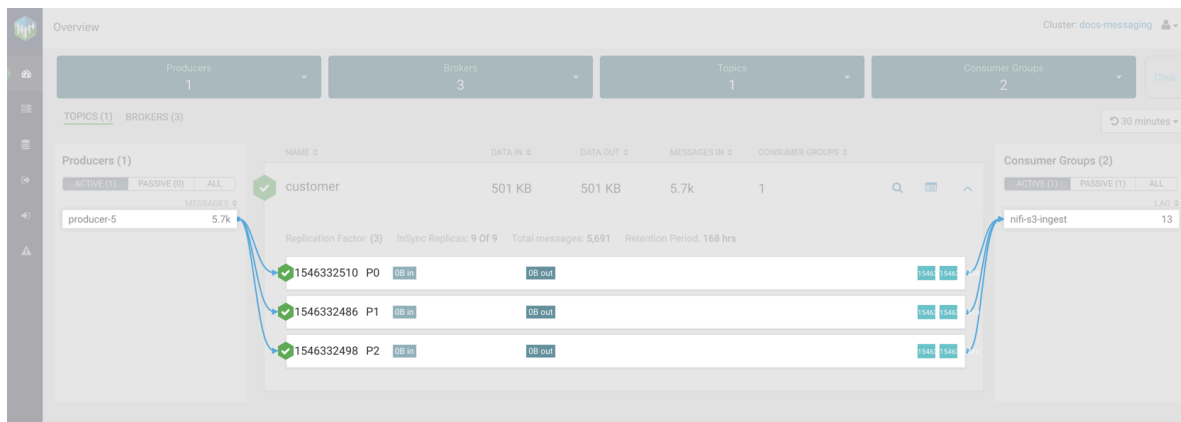 Overview
Cluster: docs-messaging
Producers
1
Brokers
3
Topics
1
Consumer Groups
2
Clear
TOPICS (1) BROKERS (3)
30 minutes
Producers (1)
ACTIVE (1) PASSIVE (0) ALL
MESSAGES
producer-5 5.7k
NAME DATA IN DATA OUT MESSAGES IN CONSUMER GROUPS
customer 501 KB 501 KB 5.7k 1
Replication Factor: (3) InSync Replicas: 9 Of 9 Total messages: 5,691 Retention Period: 168 hrs
1546332510 P0 0B in 0B out
1546332486 P1 0B in 0B out
1546332498 P2 0B in 0B out
Consumer Groups (2)
ACTIVE (1) PASSIVE (1) ALL
LAG
nifi-s3-ingest 13